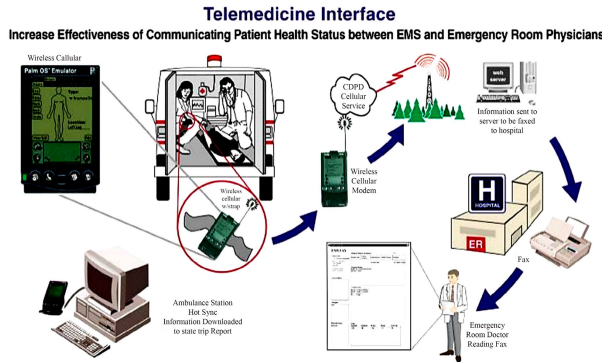 Telemedicine Interface
Increase Effectiveness of Communicating Patient Health Status between EMS and Emergency Room Physicians
Wireless Callular
Palm OS Emulator
CDPD
Cellular
Service
web
server
Information sent to
server to be faxed
to hospital
Wireless
Cellular
Modem
Wireless
cellular
w/strap
H
HOSPITAL
ER
Fax
Ambulance Station
Hot Sync
Information Downloaded
to state trip Report
Emergency
Room Doctor
Reading Fax